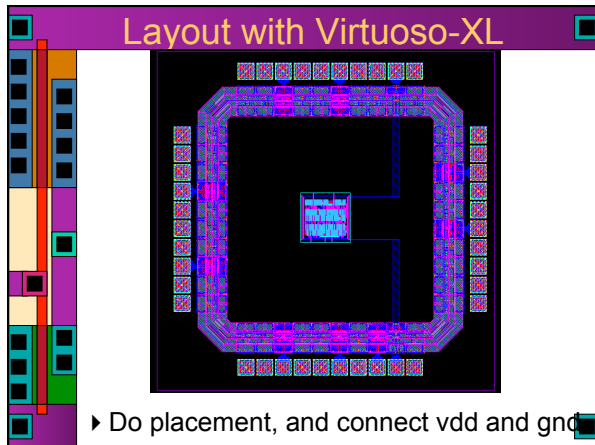 Layout with Virtuoso-XL
Do placement, and connect vdd and gnd